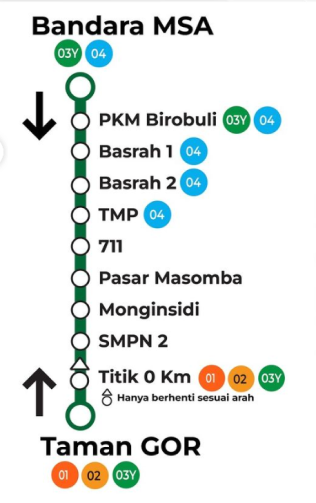 Bandara MSA
03Y 04
PKM Birobuli 03Y 04
Basrah 1 04
Basrah 2 04
TMP 04
711
Pasar Masomba
Monginsidi
SMPN 2
Titik 0 Km 01 02 03Y
Hanya berhenti sesuai arah
Taman GOR
01 02 03Y